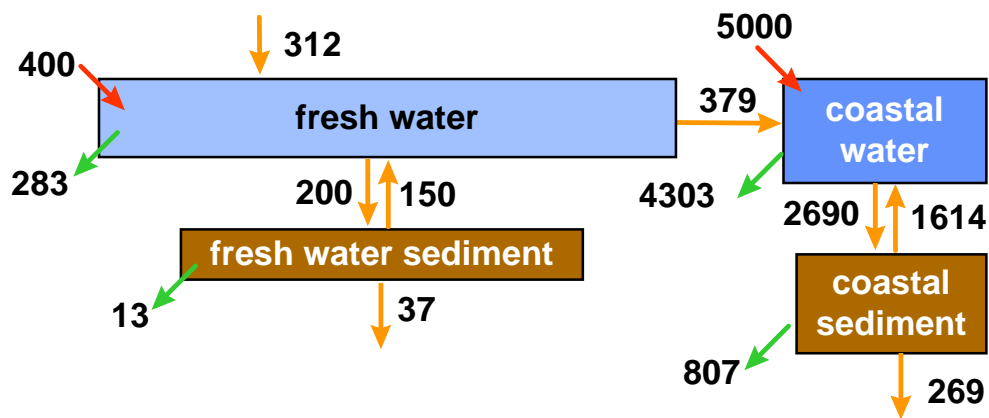 312
5000
400
379
fresh water
coastal
water
283
200
150
4303
2690
1614
fresh water sediment
13
37
coastal
sediment
807
269